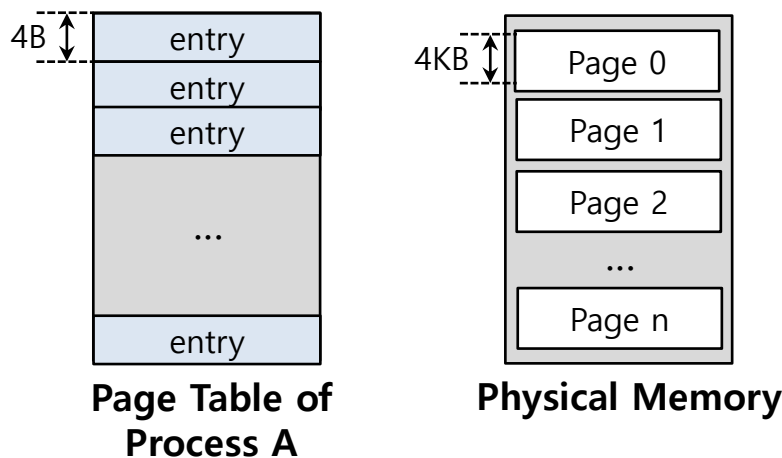 4B
entry
entry
entry
...
entry
Page Table of
Process A
4KB
Page 0
Page 1
Page 2
...
Page n
Physical Memory